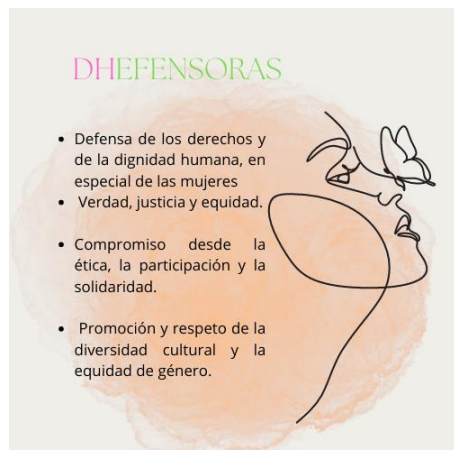 DHEFENSORAS
• Defensa de los derechos y
de la dignidad humana, en
especial de las mujeres
• Verdad, justicia y equidad.
• Compromiso desde la
ética, la participación y la
solidaridad.
• Promoción y respeto de la
diversidad cultural y la
equidad de género.